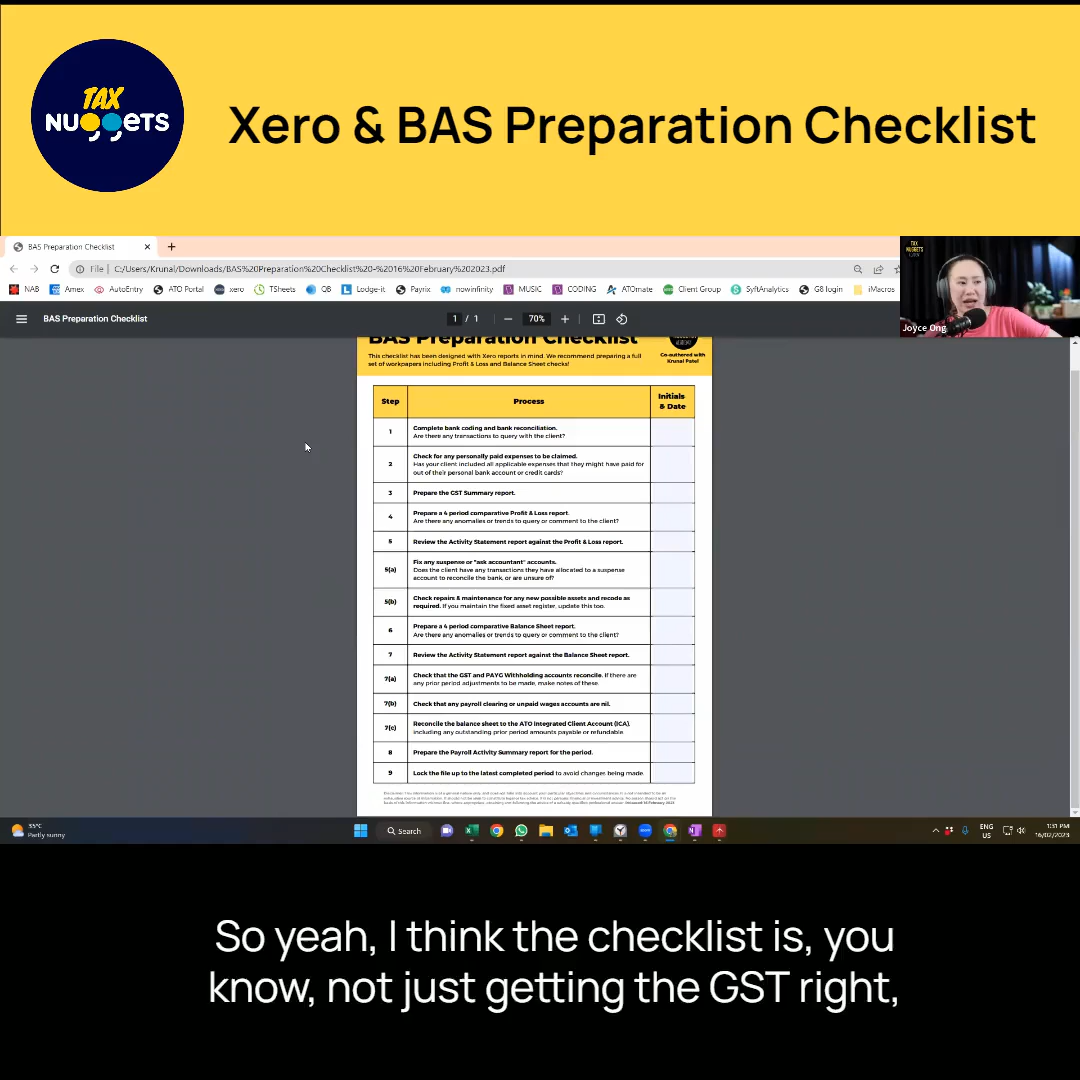 TAX
NUGGETS
Xero & BAS Preparation Checklist
BAS Preparation Checklist
File | C:/Users/Krunal/Downloads/BAS%20Preparation%20Checklist%20-%2016%20February%202023.pdf
NAB Amex AutoEntry ATO Portal xero TSheets QB Lodge-it Payrix nowinfinity MUSIC CODING ATOmate Client Group SyftAnalytics G8 login iMacros
TAX
NUGGETS
Joyce Ong
BAS Preparation Checklist
1 / 1
70%
BAS Preparation Checklist
This checklist has been designed with Xero reports in mind. We recommend preparing a full
set of workpapers including Profit & Loss and Balance Sheet checks!
Co-authored with
Krunal Patel
Step Process Initials
& Date
1 Complete bank coding and bank reconciliation.
Are there any transactions to query with the client?
2 Check for any personally paid expenses to be claimed.
Has your client included all applicable expenses that they might have paid for
out of their personal bank account or credit cards?
3 Prepare the GST Summary report.
4 Prepare a 4 period comparative Profit & Loss report.
Are there any anomalies or trends to query or comment to the client?
5 Review the Activity Statement report against the Profit & Loss report.
5(a) Fix any suspense or "ask accountant" accounts.
Does the client have any transactions they have allocated to a suspense
account to reconcile the bank, or are unsure of?
5(b) Check repairs & maintenance for any new possible assets and recode as
required. If you maintain the fixed asset register, update this too.
6 Prepare a 4 period comparative Balance Sheet report.
Are there any anomalies or trends to query or comment to the client?
7 Review the Activity Statement report against the Balance Sheet report.
7(a) Check that the GST and PAYG Withholding accounts reconcile. If there are
any prior period adjustments to be made, make notes of these.
7(b) Check that any payroll clearing or unpaid wages accounts are nil.
7(c) Reconcile the balance sheet to the ATO Integrated Client Account (ICA),
including any outstanding prior period amounts payable or refundable.
8 Prepare the Payroll Activity Summary report for the period.
9 Lock the file up to the latest completed period to avoid changes being made.
35°C
Partly sunny
Search
ENG
US
1:31 PM
16/02/2023
So yeah, I think the checklist is, you
know, not just getting the GST right,